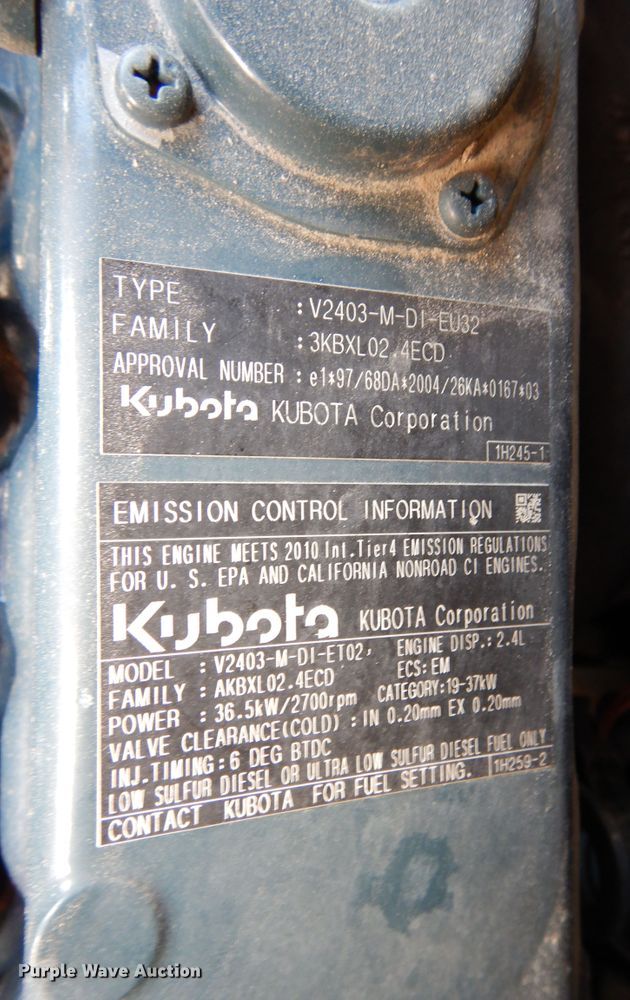 TYPE : V2403-M-DI-EU32
FAMILY : 3KBXL02.4ECD
APPROVAL NUMBER : e1*97/68DA*2004/26KA*0167*03
Kubota KUBOTA Corporation
1H245-1
EMISSION CONTROL INFORMATION
THIS ENGINE MEETS 2010 Int.Tier4 EMISSION REGULATIONS
FOR U. S. EPA AND CALIFORNIA NONROAD CI ENGINES.
Kubota KUBOTA Corporation
MODEL : V2403-M-DI-ET02, ENGINE DISP.: 2.4L
FAMILY : AKBXL02.4ECD ECS: EM
POWER : 36.5kW/2700rpm CATEGORY:19-37kW
VALVE CLEARANCE(COLD) : IN 0.20mm EX 0.20mm
INJ.TIMING:6 DEG BTDC
LOW SULFUR DIESEL OR ULTRA LOW SULFUR DIESEL FUEL ONLY
CONTACT KUBOTA FOR FUEL SETTING. 1H259-2
Purple Wave Auction